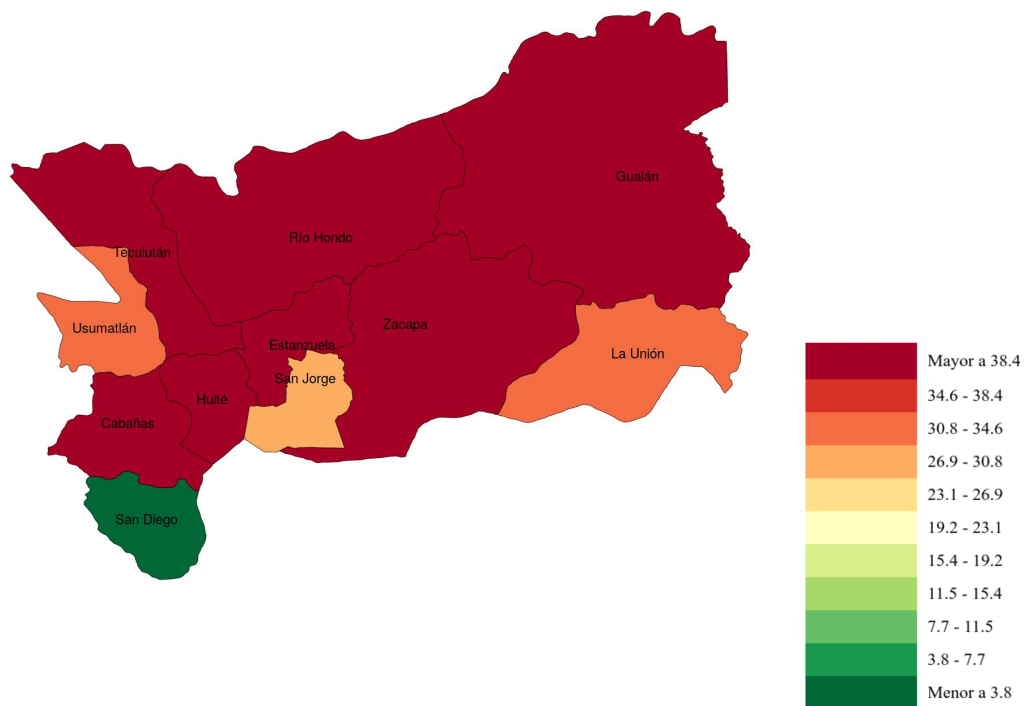 Gualán
Río Hondo
Teculután
Usumatlán
Zacapa
Estanzuela
La Unión
San Jorge
Huité
Cabañas
San Diego
Mayor a 38.4
34.6 - 38.4
30.8 - 34.6
26.9 - 30.8
23.1 - 26.9
19.2 - 23.1
15.4 - 19.2
11.5 - 15.4
7.7 - 11.5
3.8 - 7.7
Menor a 3.8